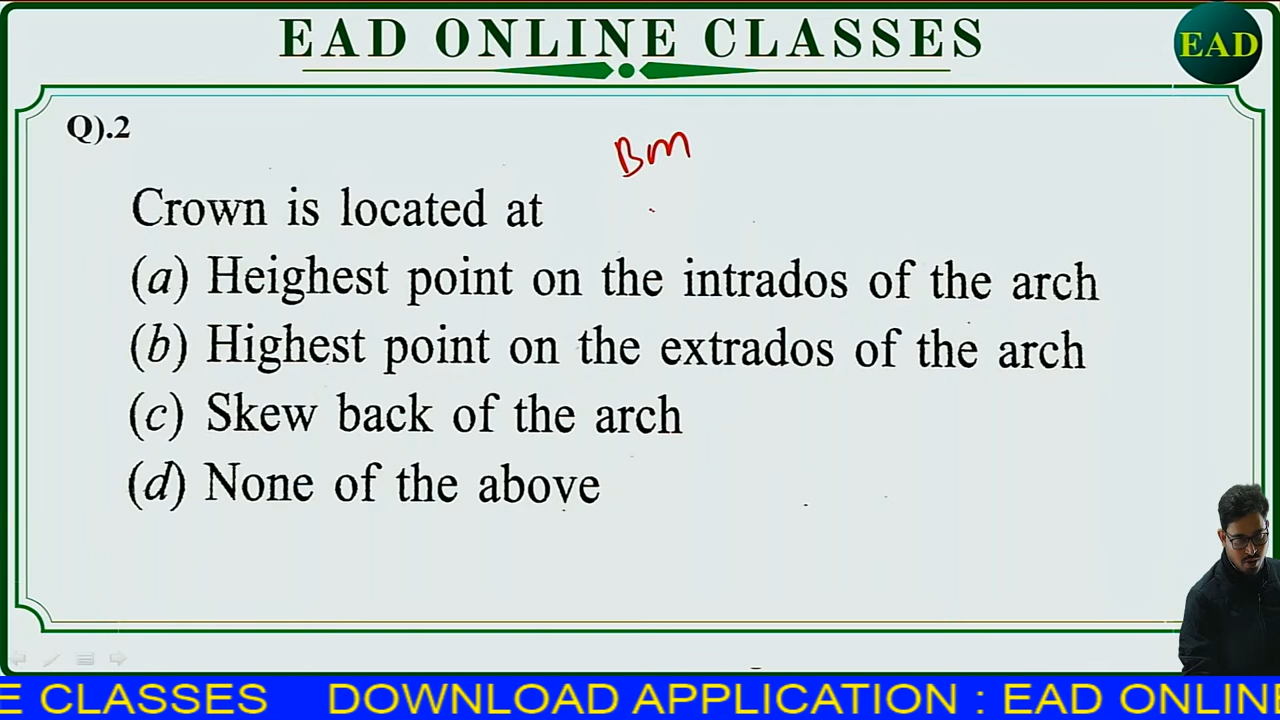 EAD ONLINE CLASSES
EAD
Q).2
Bm
Crown is located at
(a) Heighest point on the intrados of the arch
(b) Highest point on the extrados of the arch
(c) Skew back of the arch
(d) None of the above
E CLASSES DOWNLOAD APPLICATION : EAD ONLINE